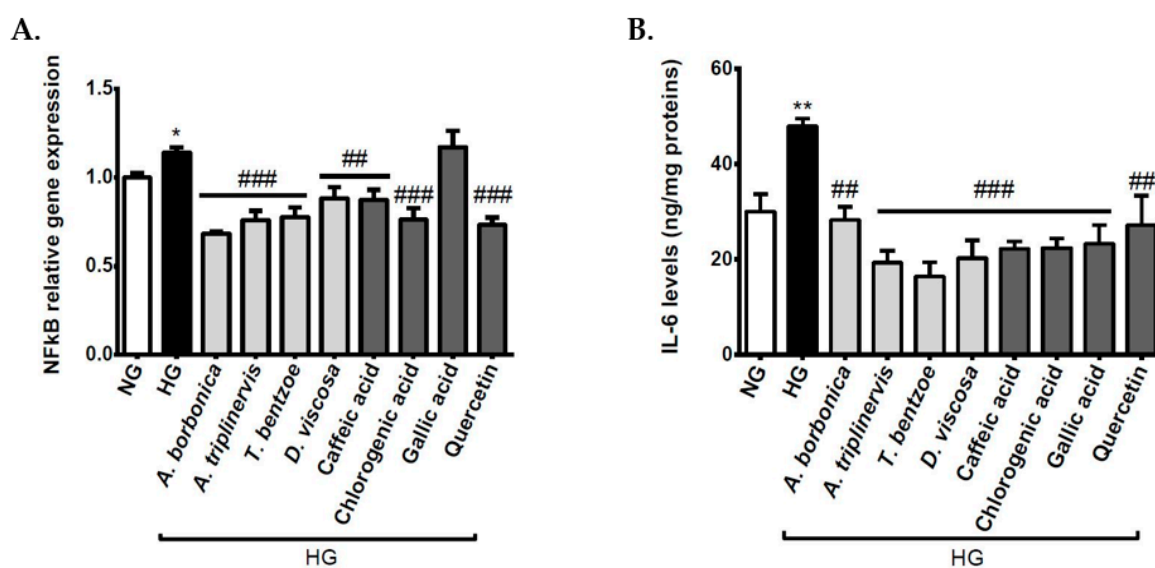 A.
NFkB relative gene expression
1.5
1.0
0.5
0.0
*
###
##
###
###
NG
HG
A. borbonica
A. triplinervis
T. bentzoe
D. viscosa
Caffeic acid
Chlorogenic acid
Gallic acid
Quercetin
HG
B.
IL-6 levels (ng/mg proteins)
60
40
20
0
**
##
###
##
NG
HG
A. borbonica
A. triplinervis
T. bentzoe
D. viscosa
Caffeic acid
Chlorogenic acid
Gallic acid
Quercetin
HG